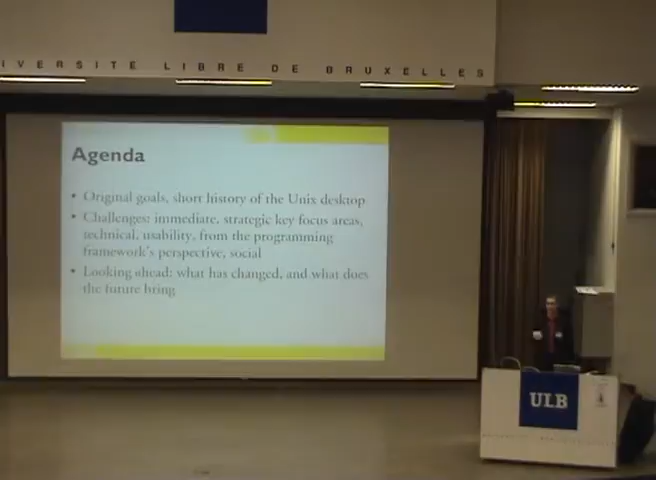 IVERSITE LIBRE DE BRUXELLES
Agenda
• Original goals, short history of the Unix desktop
• Challenges: immediate, strategic key focus areas,
technical, usability, from the programming
framework's perspective, social
• Looking ahead: what has changed, and what does
the future bring
ULB